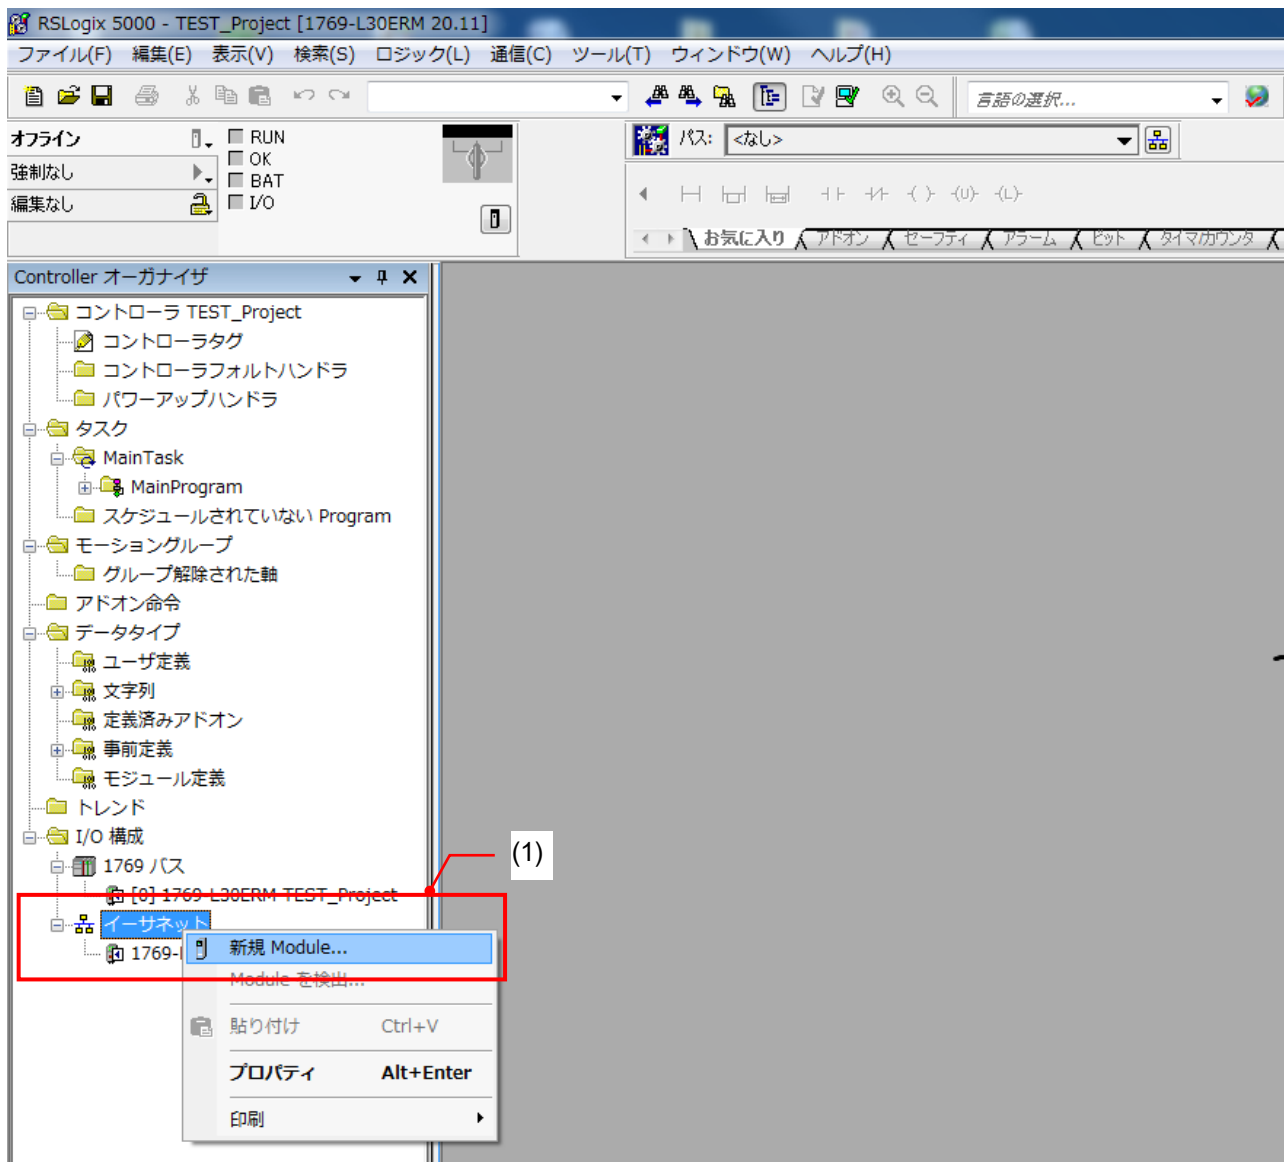 RSLogix 5000 - TEST_Project [1769-L30ERM 20.11]
ファイル(F) 編集(E) 表示(V) 検索(S) ロジック(L) 通信(C) ツール(T) ウィンドウ(W) ヘルプ(H)
言語の選択...
オフライン
RUN
OK
BAT
I/O
強制なし
編集なし
パス: <なし>
お気に入り アドオン セーフティ アラーム ビット タイマ/カウンタ
Controller オーガナイザ
コントローラ TEST_Project
コントローラタグ
コントローラフォルトハンドラ
パワーアップハンドラ
タスク
MainTask
MainProgram
スケジュールされていない Program
モーショングループ
グループ解除された軸
アドオン命令
データタイプ
ユーザ定義
文字列
定義済みアドオン
事前定義
モジュール定義
トレンド
I/O 構成
1769 バス
(1)
[0] 1769-L30ERM TEST_Project
イーサネット
1769-
新規 Module...
Module を検出...
貼り付け Ctrl+V
プロパティ Alt+Enter
印刷